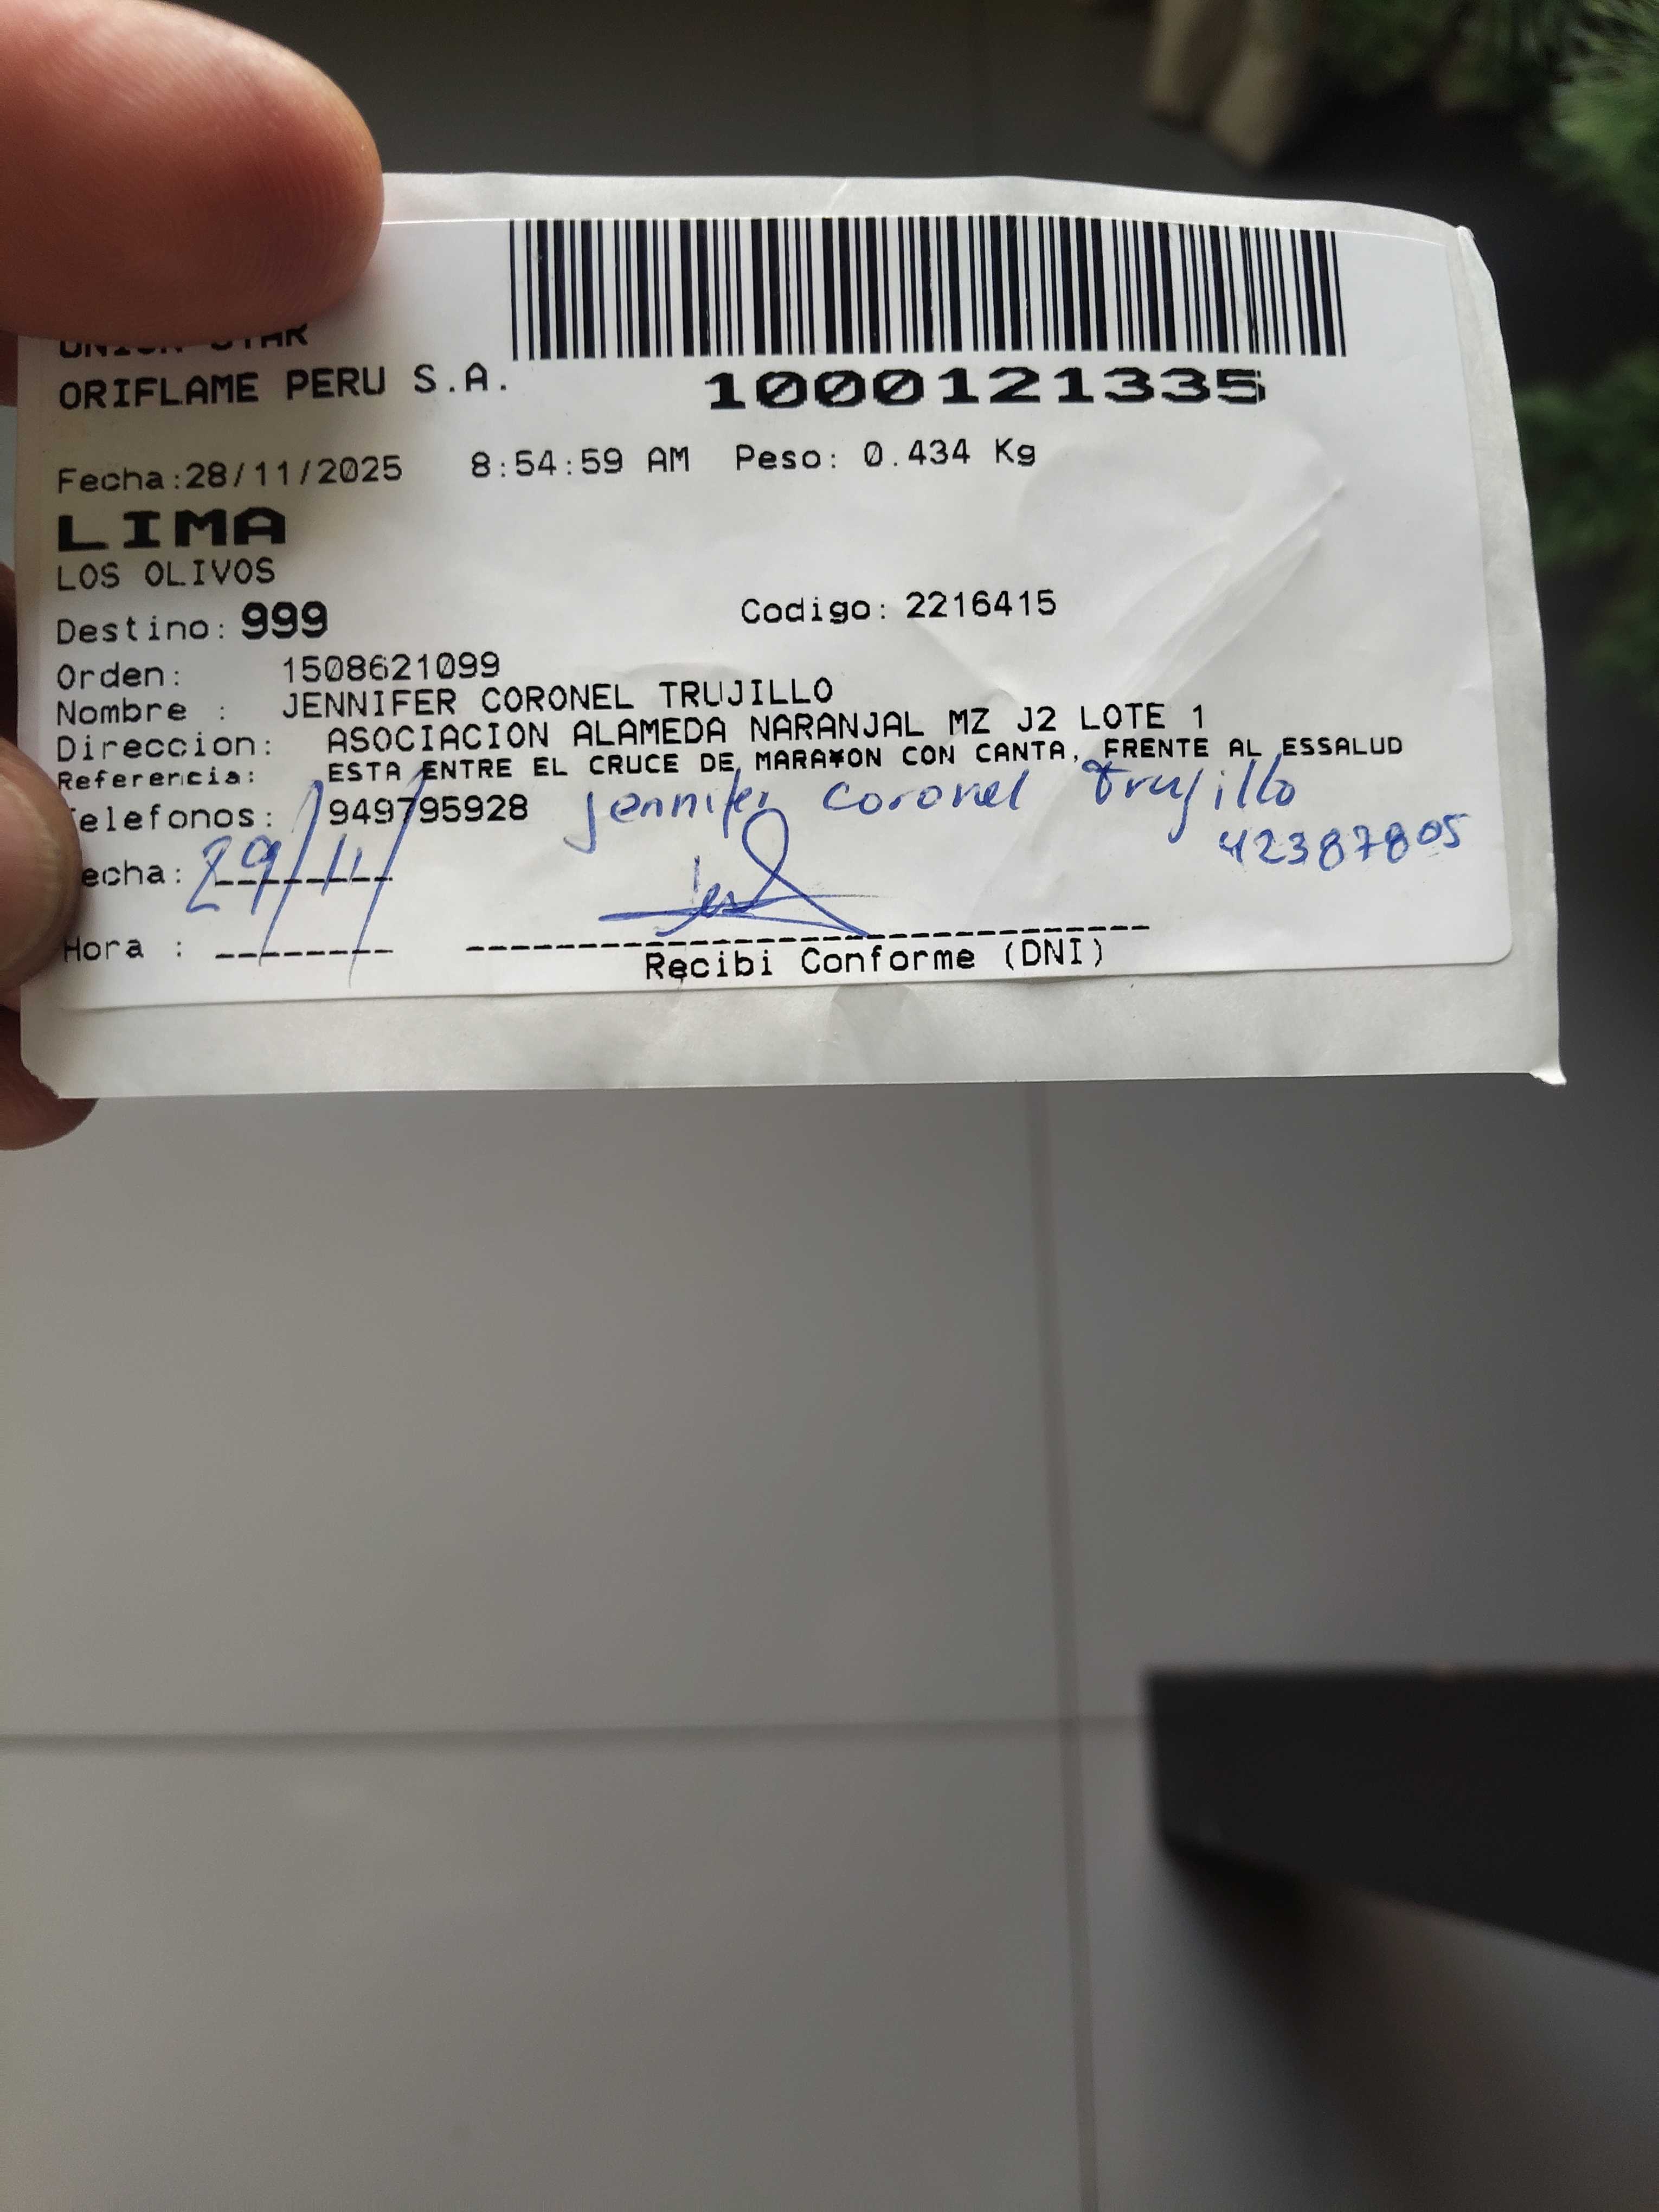 UNION STAR
ORIFLAME PERU S.A.
1000121335
Fecha:28/11/2025 8:54:59 AM Peso: 0.434 Kg
LIMA
LOS OLIVOS
Destino: 999 Codigo: 2216415
Orden: 1508621099
Nombre : JENNIFER CORONEL TRUJILLO
Direccion: ASOCIACION ALAMEDA NARANJAL MZ J2 LOTE 1
Referencia: ESTA ENTRE EL CRUCE DE MARA¥ON CON CANTA, FRENTE AL ESSALUD
Telefonos: 949795928 Jennifer Coronel Trujillo
42387805
echa: 29/11/
Hora :
Recibi Conforme (DNI)